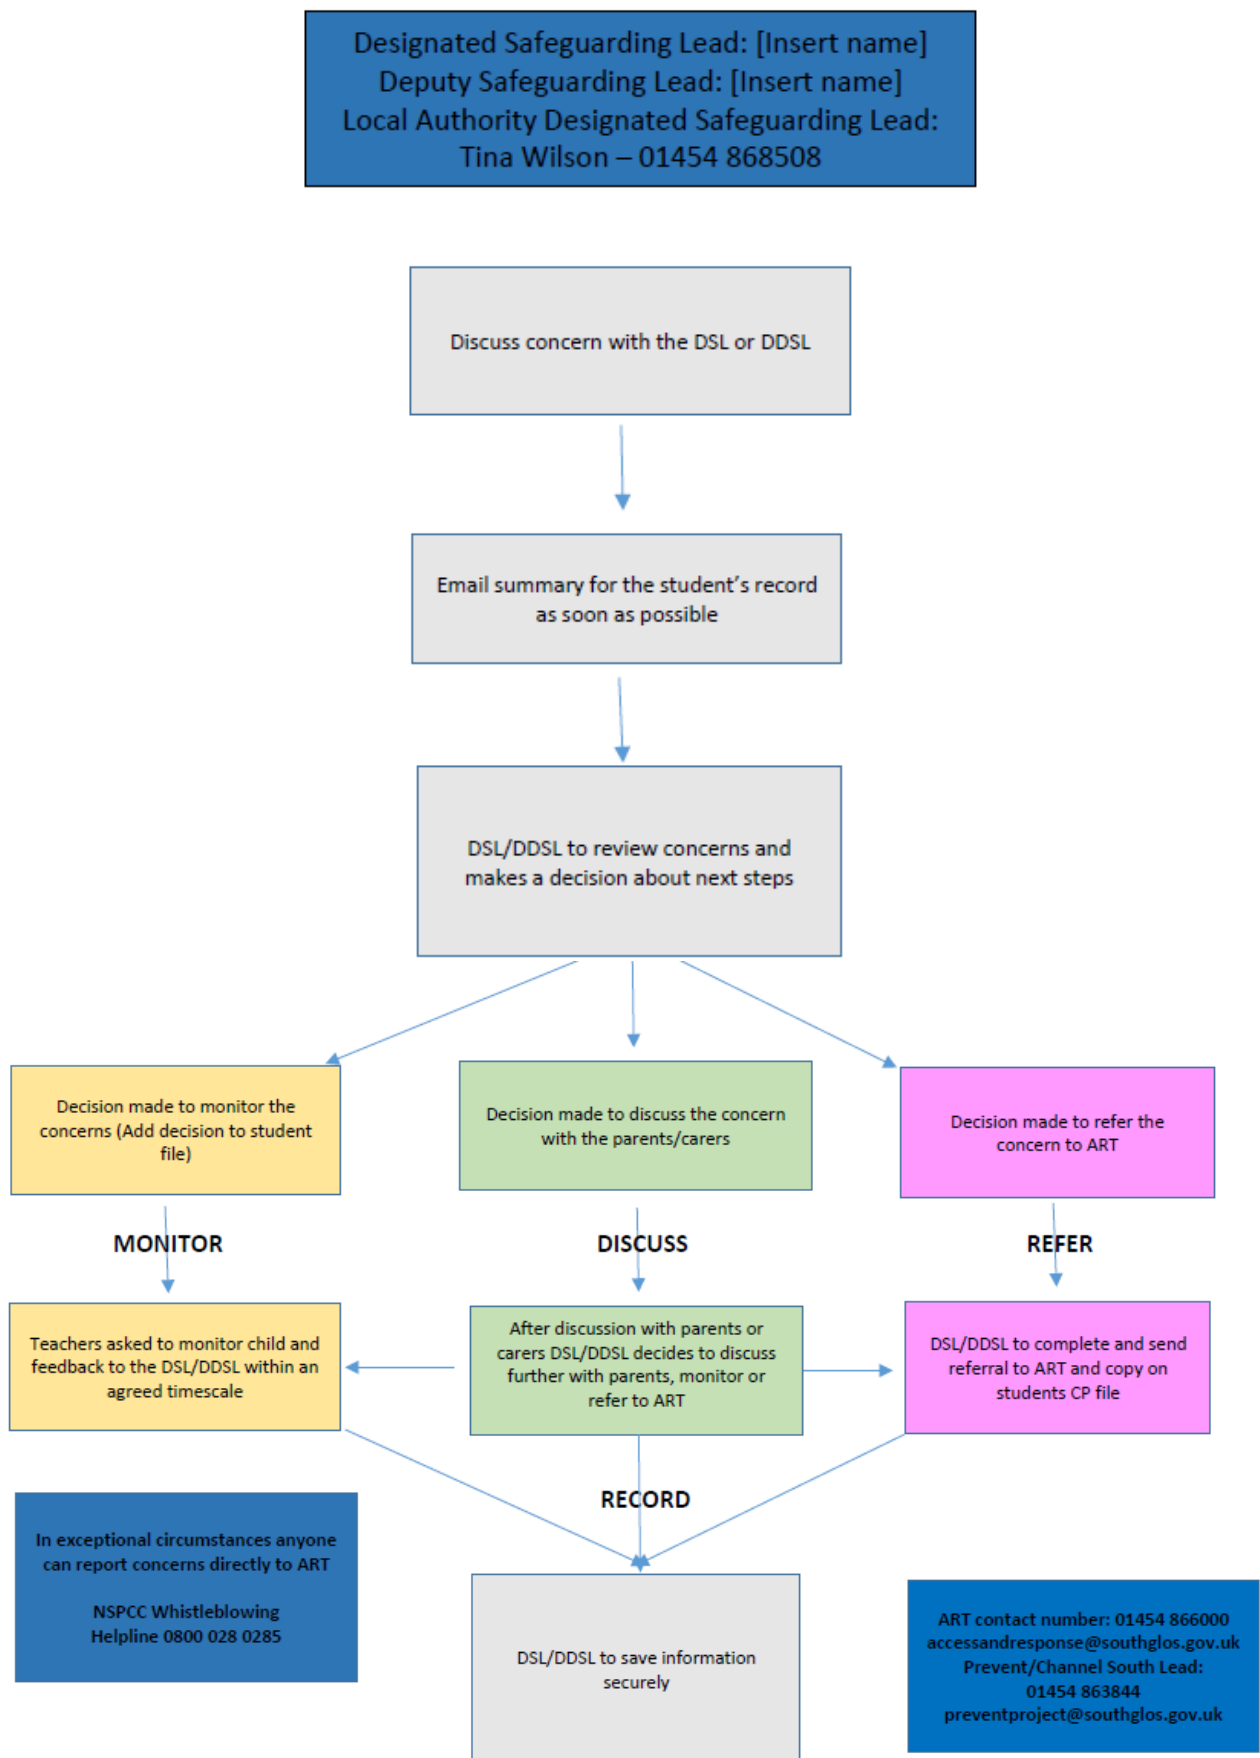 Designated Safeguarding Lead: [Insert name]
Deputy Safeguarding Lead: [Insert name]
Local Authority Designated Safeguarding Lead:
Tina Wilson – 01454 868508
Discuss concern with the DSL or DDSL
Email summary for the student's record
as soon as possible
DSL/DDSL to review concerns and
makes a decision about next steps
Decision made to monitor the
concerns (Add decision to student
file)
Decision made to discuss the concern
with the parents/carers
Decision made to refer the
concern to ART
MONITOR
DISCUSS
REFER
Teachers asked to monitor child and
feedback to the DSL/DDSL within an
agreed timescale
After discussion with parents or
carers DSL/DDSL decides to discuss
further with parents, monitor or
refer to ART
DSL/DDSL to complete and send
referral to ART and copy on
students CP file
RECORD
In exceptional circumstances anyone
can report concerns directly to ART
NSPCC Whistleblowing
Helpline 0800 028 0285
DSL/DDSL to save information
securely
ART contact number: 01454 866000
accessandresponse@southglos.gov.uk
Prevent/Channel South Lead:
01454 863844
preventproject@southglos.gov.uk